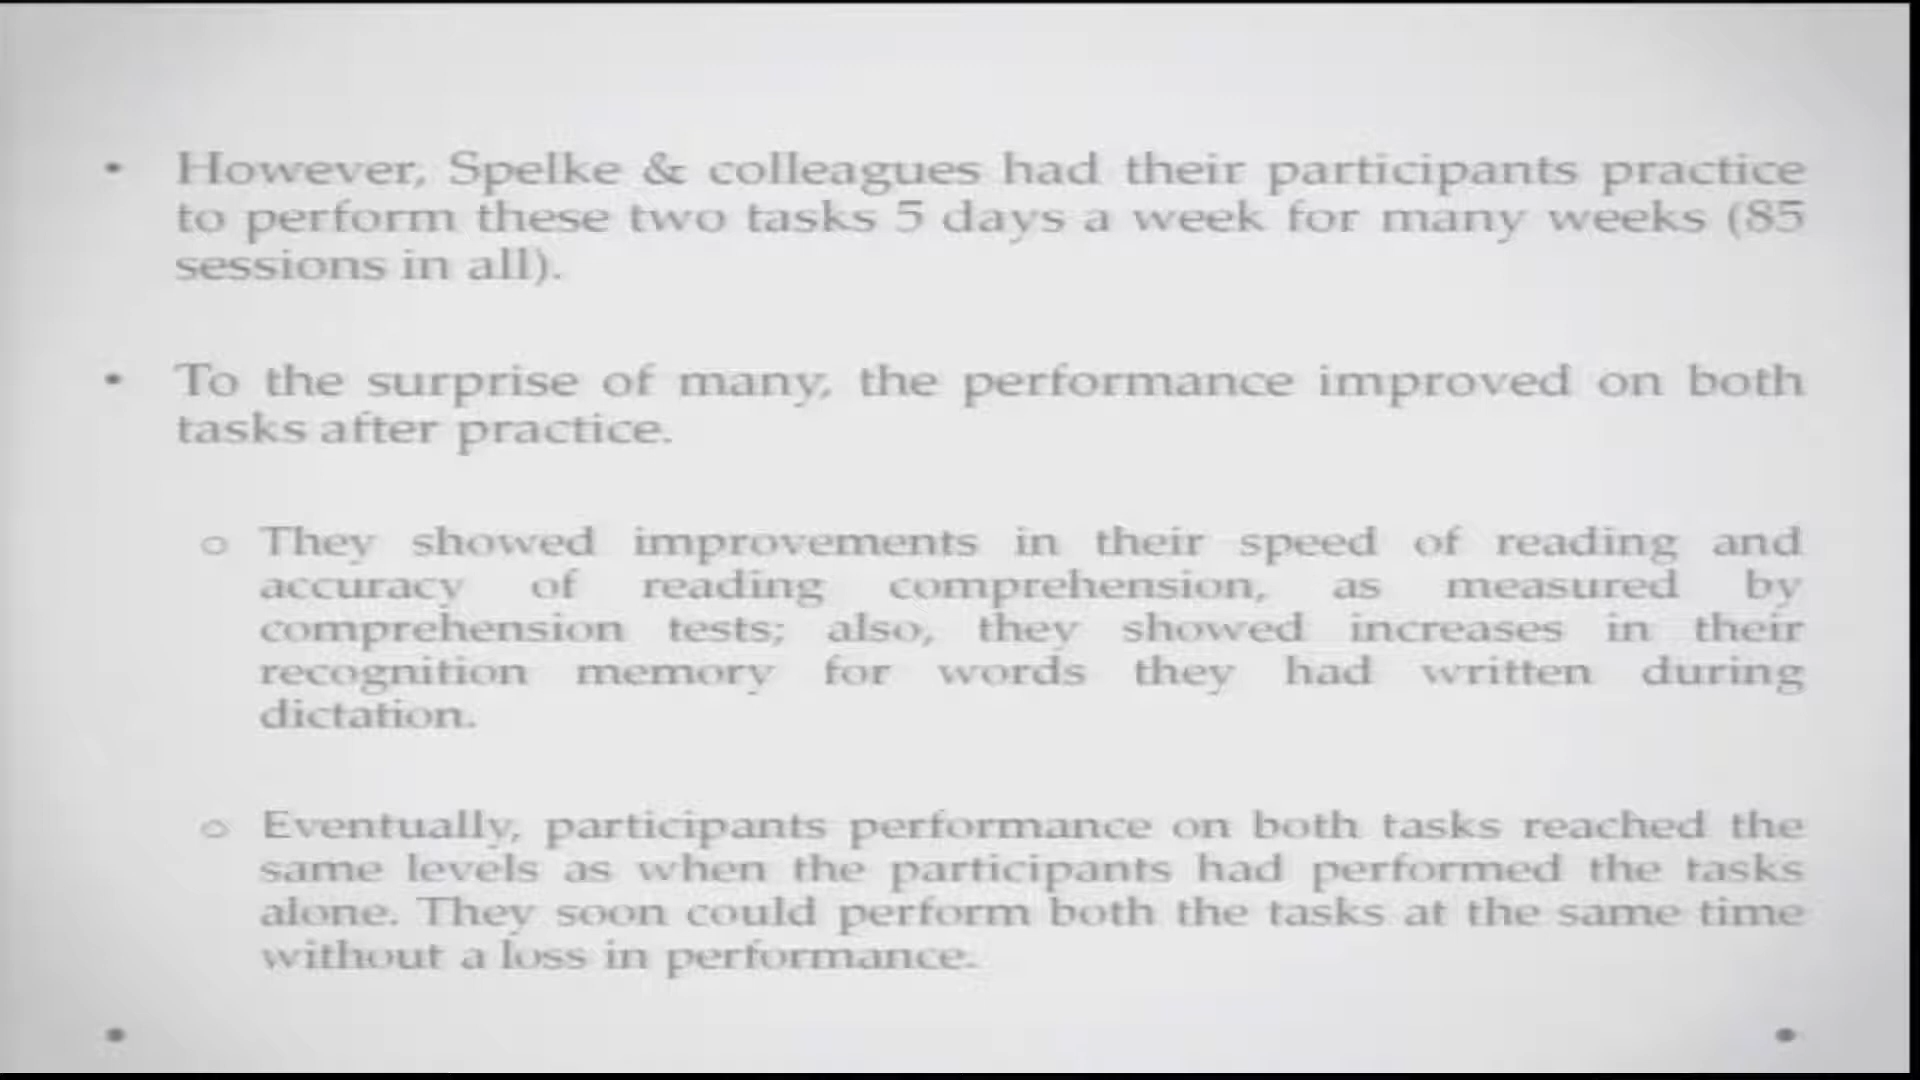 • However, Spelke & colleagues had their participants practice
to perform these two tasks 5 days a week for many weeks (85
sessions in all).
• To the surprise of many, the performance improved on both
tasks after practice.
o They showed improvements in their speed of reading and
accuracy of reading comprehension, as measured by
comprehension tests; also, they showed increases in their
recognition memory for words they had written during
dictation.
o Eventually, participants performance on both tasks reached the
same levels as when the participants had performed the tasks
alone. They soon could perform both the tasks at the same time
without a loss in performance.